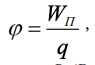 φ = W_П / q ,